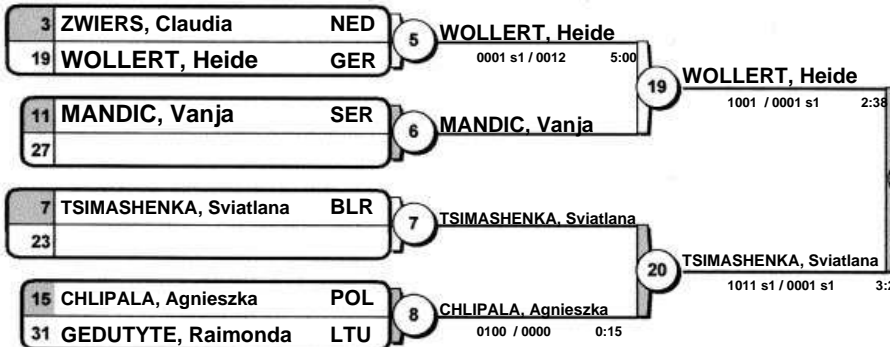 3 ZWIERS, Claudia NED
19 WOLLERT, Heide GER
5
WOLLERT, Heide
0001 s1 / 0012 5:00
11 MANDIC, Vanja SER
27
6
MANDIC, Vanja
19
WOLLERT, Heide
1001 / 0001 s1 2:38
7 TSIMASHENKA, Sviatlana BLR
23
7
TSIMASHENKA, Sviatlana
15 CHLIPALA, Agnieszka POL
31 GEDUTYTE, Raimonda LTU
8
CHLIPALA, Agnieszka
0100 / 0000 0:15
20
TSIMASHENKA, Sviatlana
1011 s1 / 0001 s1